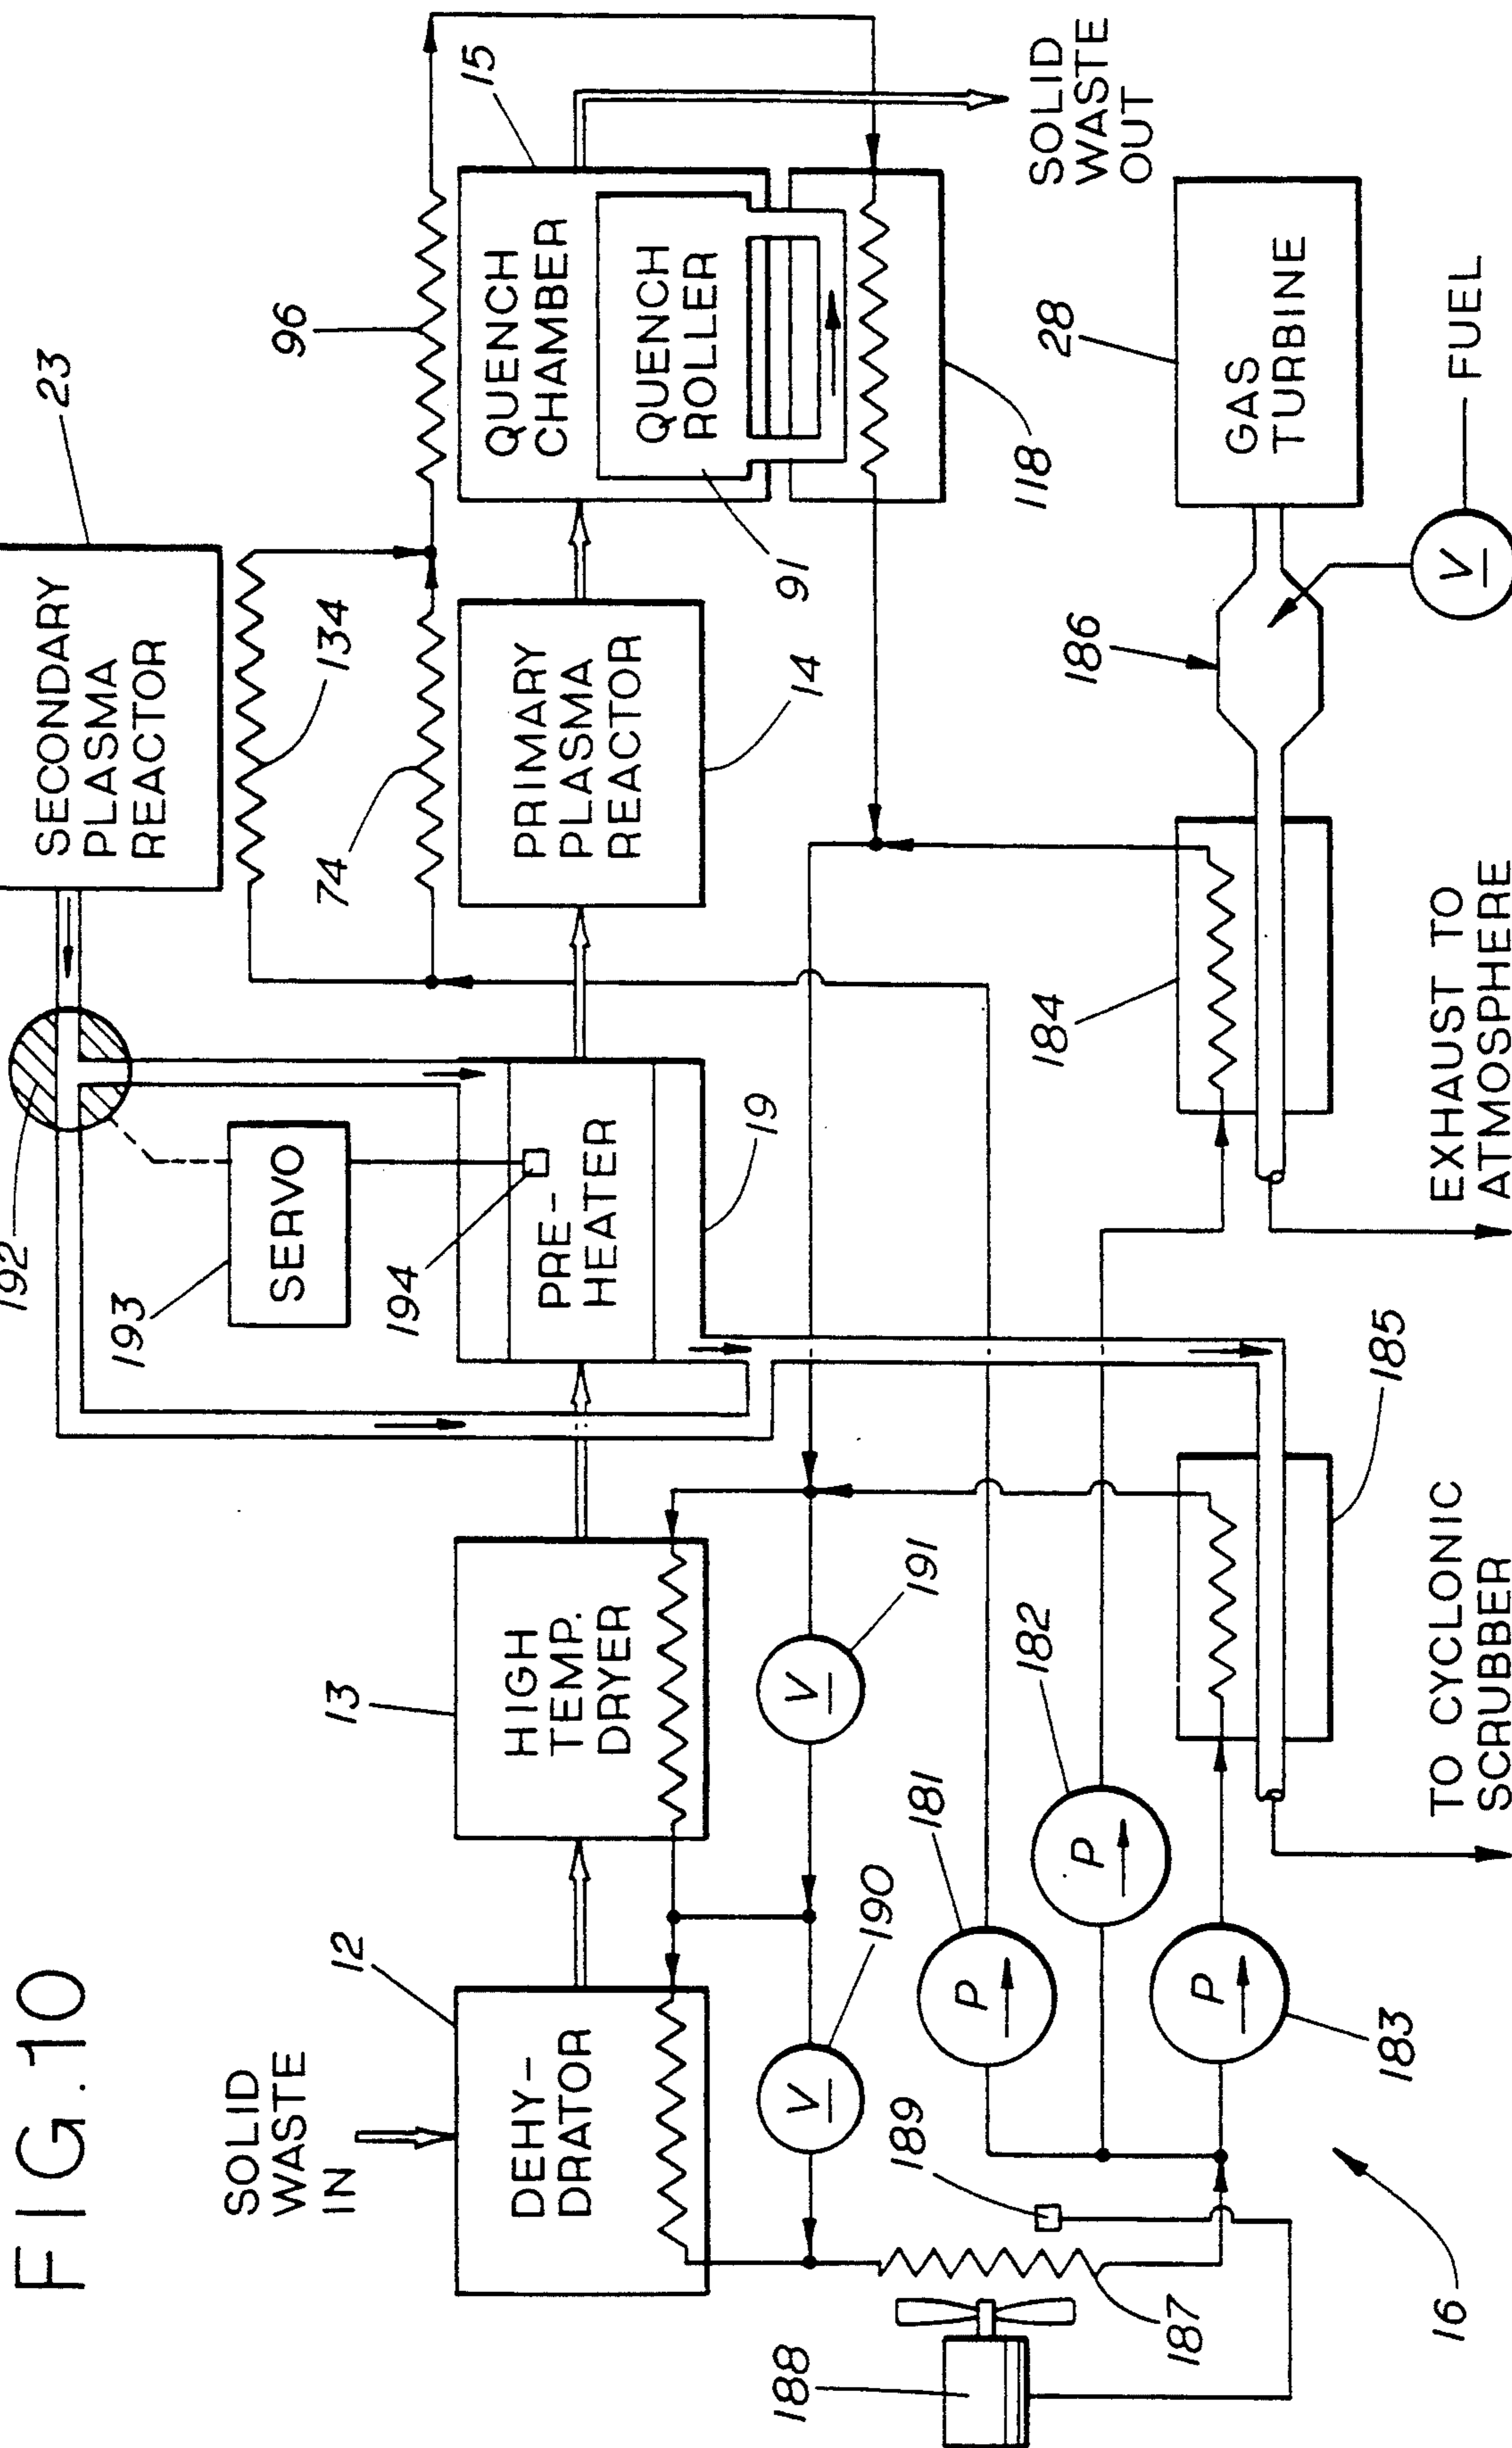 FIG.10
SOLID
WASTE
IN
12
DEHY-
DRATOR
13
HIGH
TEMP.
DRYER
192
193
SERVO
194
PRE-
HEATER
19
SECONDARY
PLASMA
REACTOR
23
134
74
PRIMARY
PLASMA
REACTOR
14
96
QUENCH
CHAMBER
15
QUENCH
ROLLER
91
118
SOLID
WASTE
OUT
188
187
189
V
190
V
191
P
181
P
182
P
183
185
184
186
GAS
TURBINE
28
V
FUEL
16
TO CYCLONIC
SCRUBBER
EXHAUST TO
ATMOSPHERE